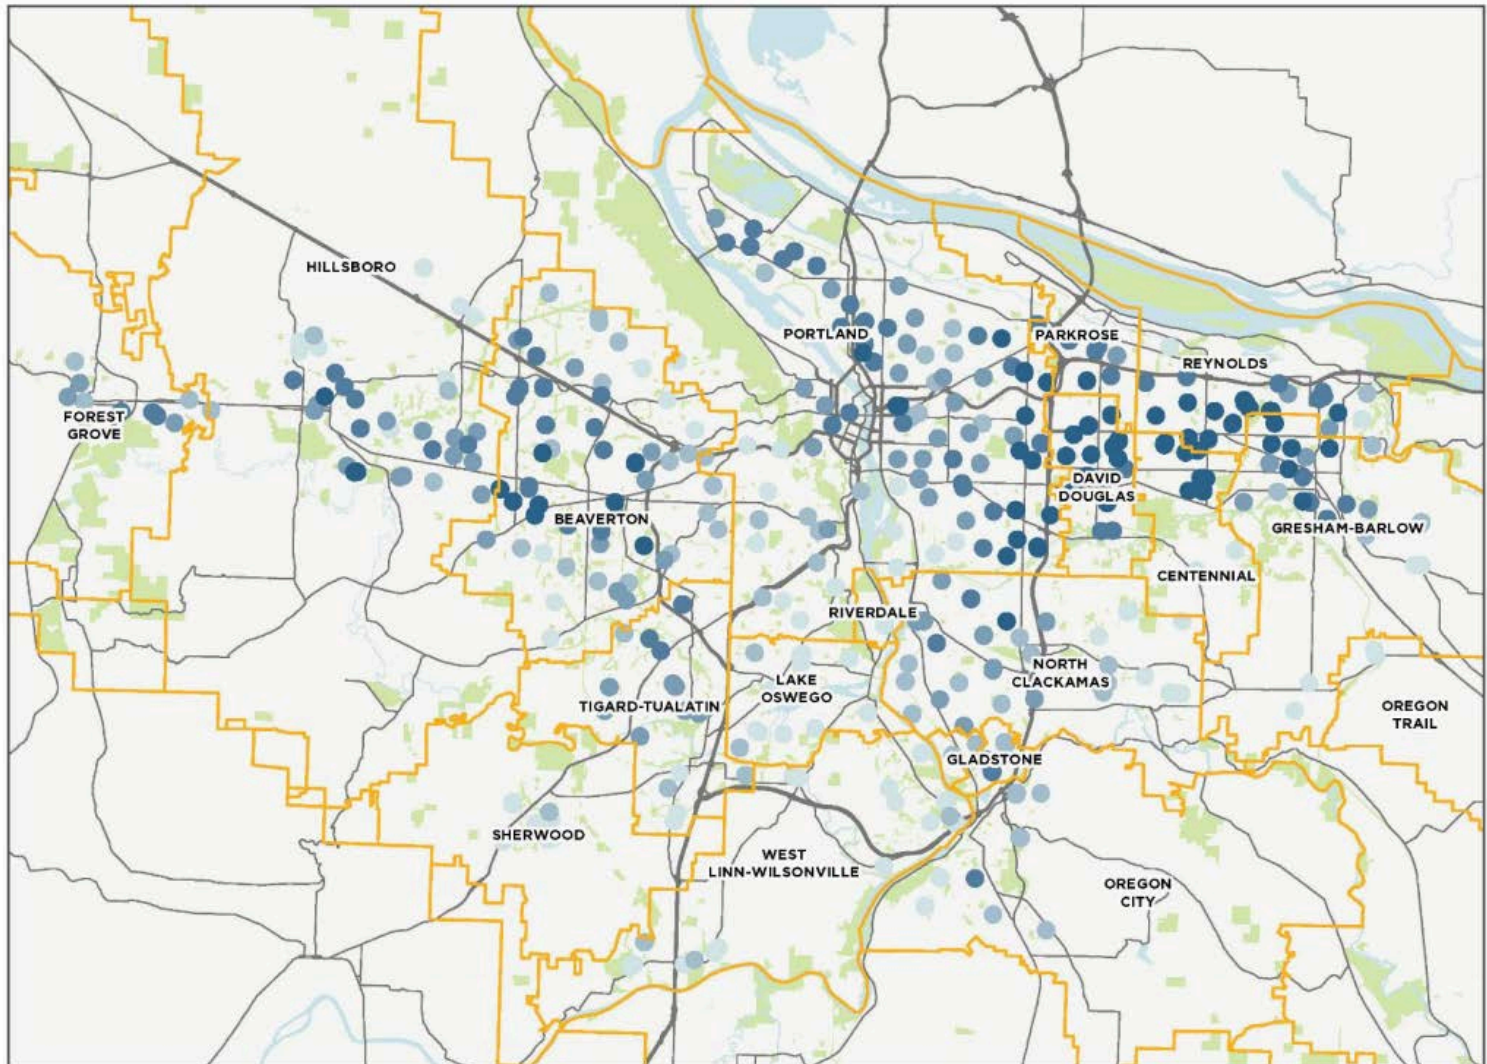 HILLSBORO
PORTLAND
PARKROSE
REYNOLDS
FOREST
GROVE
DAVID
DOUGLAS
BEAVERTON
GRESHAM-BARLOW
CENTENNIAL
RIVERDALE
NORTH
CLACKAMAS
LAKE
OSWEGO
TIGARD-TUALATIN
OREGON
TRAIL
GLADSTONE
SHERWOOD
WEST
LINN-WILSONVILLE
OREGON
CITY